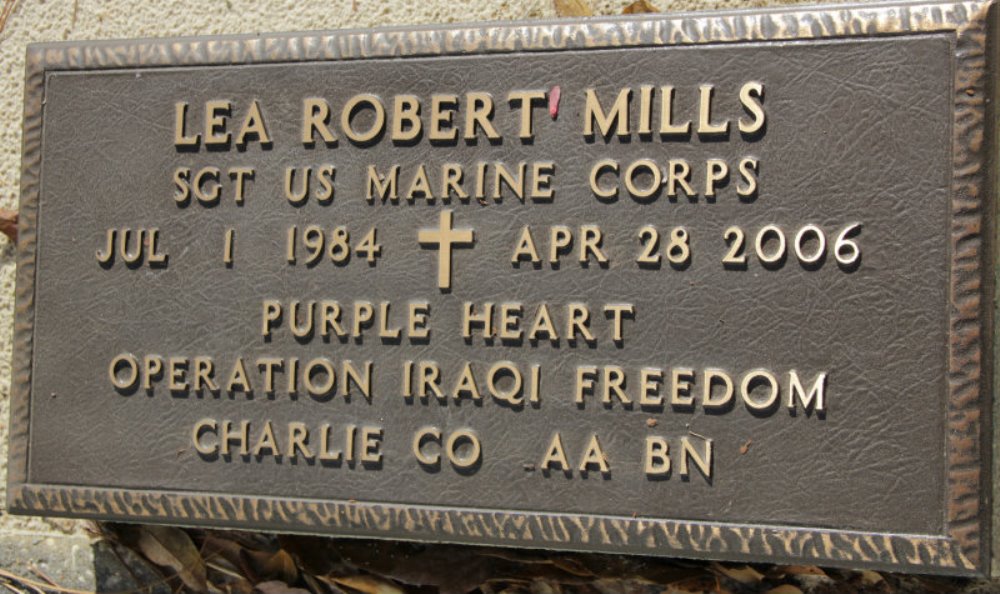 LEA ROBERT MILLS
SGT US MARINE CORPS
JUL 1 1984 APR 28 2006
PURPLE HEART
OPERATION IRAQI FREEDOM
CHARLIE CO AA BN